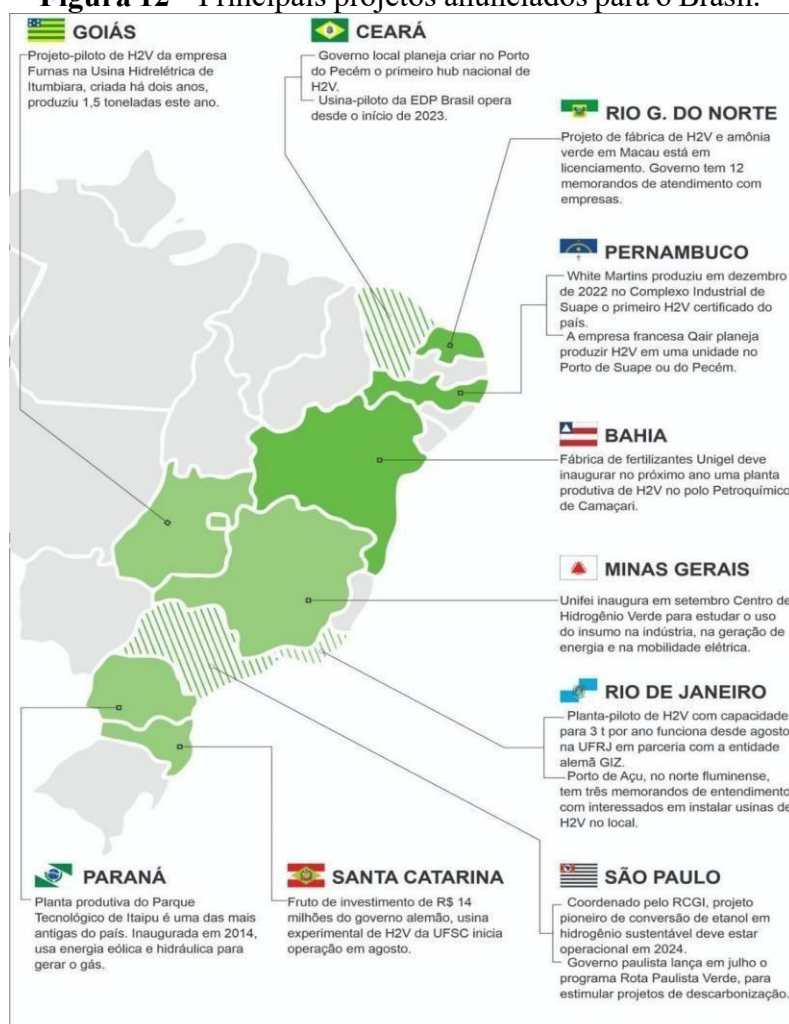 Figura 12 – Principais projetos anunciados para o Brasil.
GOIÁS
Projeto-piloto de H2V da empresa
Furnas na Usina Hidrelétrica de
Itumbiara, criada há dois anos,
produziu 1,5 toneladas este ano.
CEARÁ
Governo local planeja criar no Porto
do Pecém o primeiro hub nacional de
H2V.
Usina-piloto da EDP Brasil opera
desde o início de 2023.
RIO G. DO NORTE
Projeto de fábrica de H2V e amônia
verde em Macau está em
licenciamento. Governo tem 12
memorandos de atendimento com
empresas.
PERNAMBUCO
White Martins produziu em dezembro
de 2022 no Complexo Industrial de
Suape o primeiro H2V certificado do
país.
A empresa francesa Qair planeja
produzir H2V em uma unidade no
Porto de Suape ou do Pecém.
BAHIA
Fábrica de fertilizantes Unigel deve
inaugurar no próximo ano uma planta
produtiva de H2V no polo Petroquímico
de Camaçari.
MINAS GERAIS
Unifei inaugura em setembro Centro de
Hidrogênio Verde para estudar o uso
do insumo na indústria, na geração de
energia e na mobilidade elétrica.
RIO DE JANEIRO
Planta-piloto de H2V com capacidade
para 3 t por ano funciona desde agosto
na UFRJ em parceria com a entidade
alemã GIZ.
Porto de Açu, no norte fluminense,
tem três memorandos de entendimento
com interessados em instalar usinas de
H2V no local.
PARANÁ
Planta produtiva do Parque
Tecnológico de Itaipu é uma das mais
antigas do país. Inaugurada em 2014,
usa energia eólica e hidráulica para
gerar o gás.
SANTA CATARINA
Fruto de investimento de R$ 14
milhões do governo alemão, usina
experimental de H2V da UFSC inicia
operação em agosto.
SÃO PAULO
Coordenado pelo RCGI, projeto
pioneiro de conversão de etanol em
hidrogênio sustentável deve estar
operacional em 2024.
Governo paulista lança em julho o
programa Rota Paulista Verde, para
estimular projetos de descarbonização.